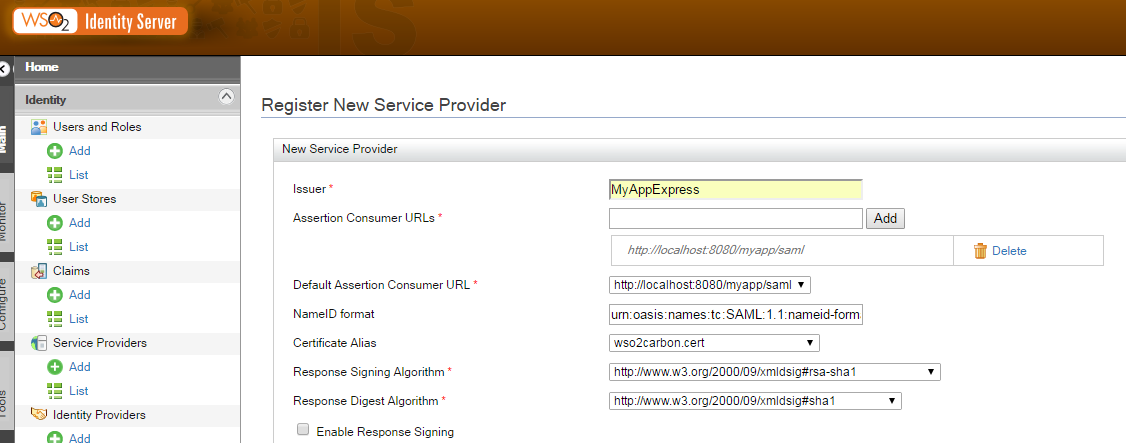 WSO2 Identity Server
Home
Identity
Users and Roles
Add
List
User Stores
Add
List
Claims
Add
List
Service Providers
Add
List
Identity Providers
Add
Main
Monitor
Configure
Tools
Register New Service Provider
New Service Provider
Issuer * MyAppExpress
Assertion Consumer URLs * Add
http://localhost:8080/myapp/saml Delete
Default Assertion Consumer URL * http://localhost:8080/myapp/saml
NameID format urn:oasis:names:tc:SAML:1.1:nameid-forma
Certificate Alias wso2carbon.cert
Response Signing Algorithm * http://www.w3.org/2000/09/xmldsig#rsa-sha1
Response Digest Algorithm * http://www.w3.org/2000/09/xmldsig#sha1
Enable Response Signing